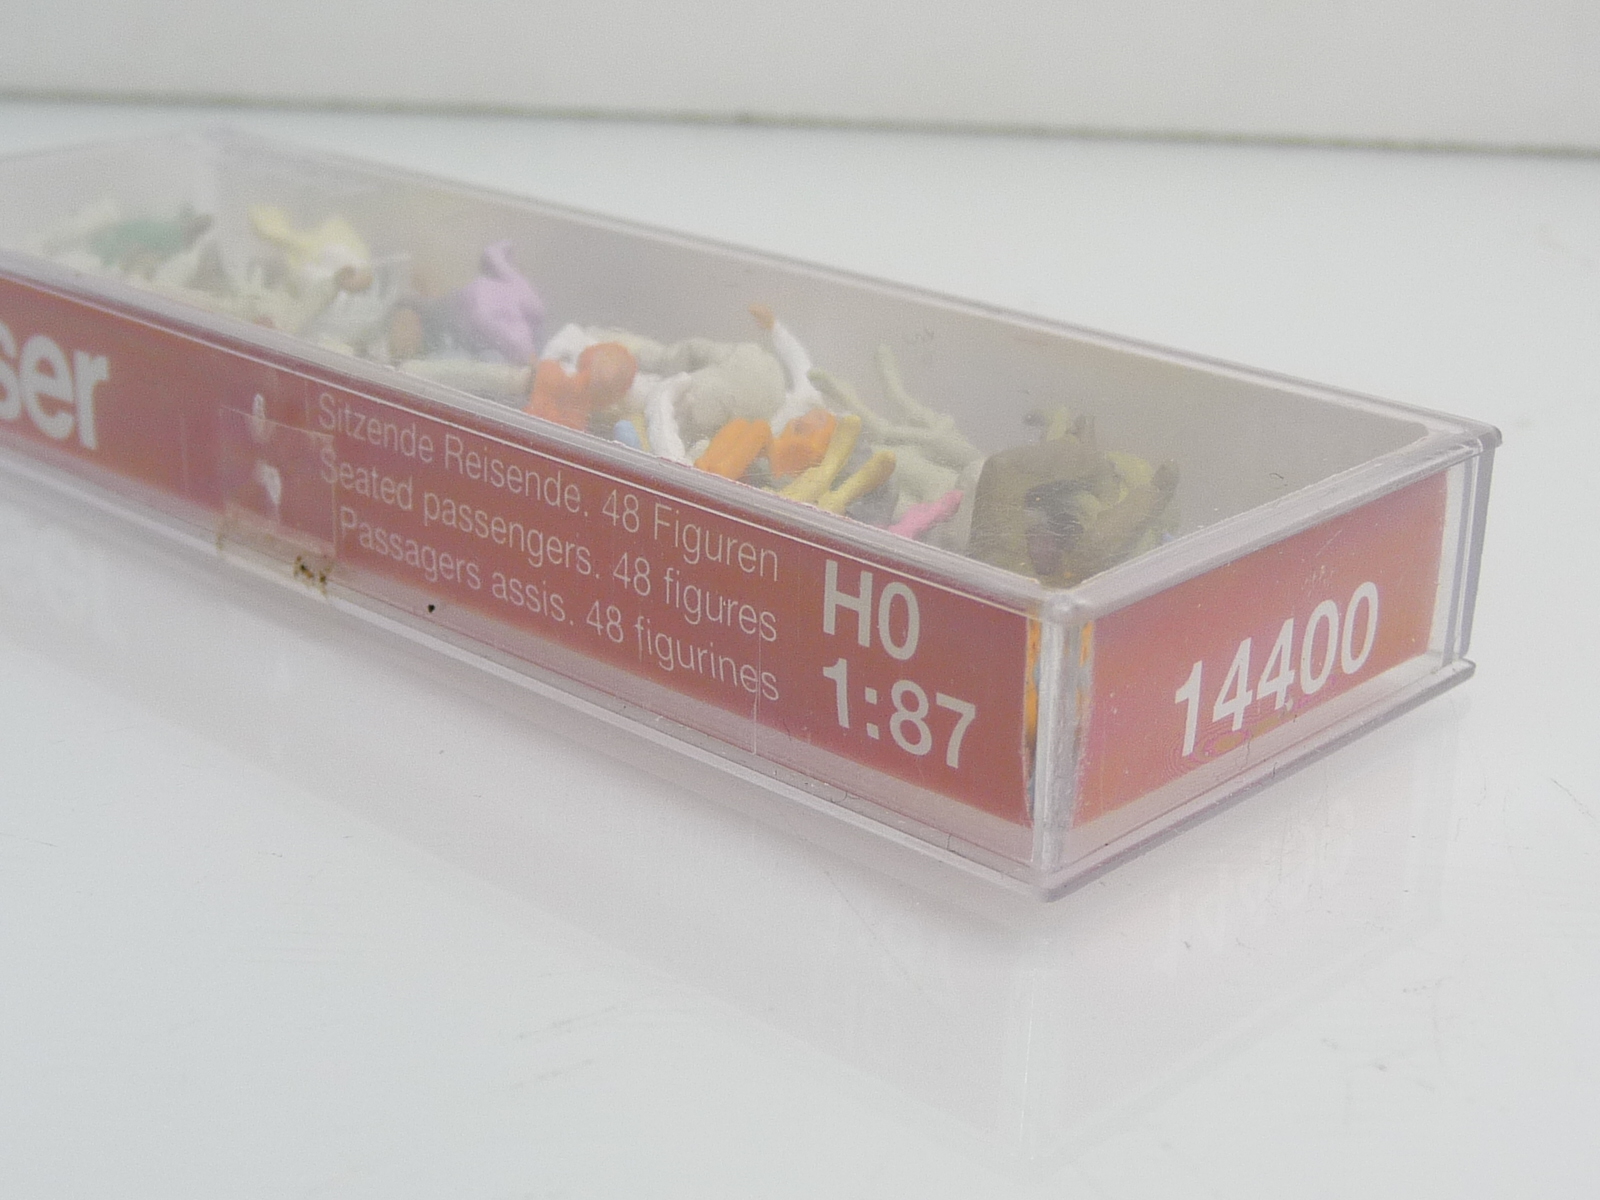 ser
Sitzende Reisende. 48 Figuren
Seated passengers. 48 figures
Passagers assis. 48 figurines
H0
1:87
14400